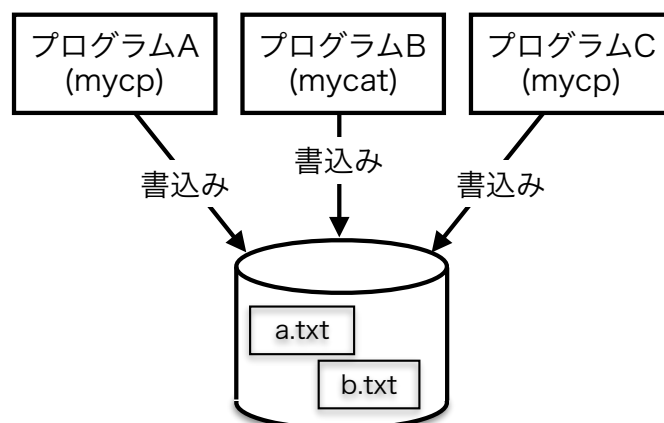 プログラムA
(mycp)
プログラムB
(mycat)
プログラムC
(mycp)
書込み
書込み
書込み
a.txt
b.txt